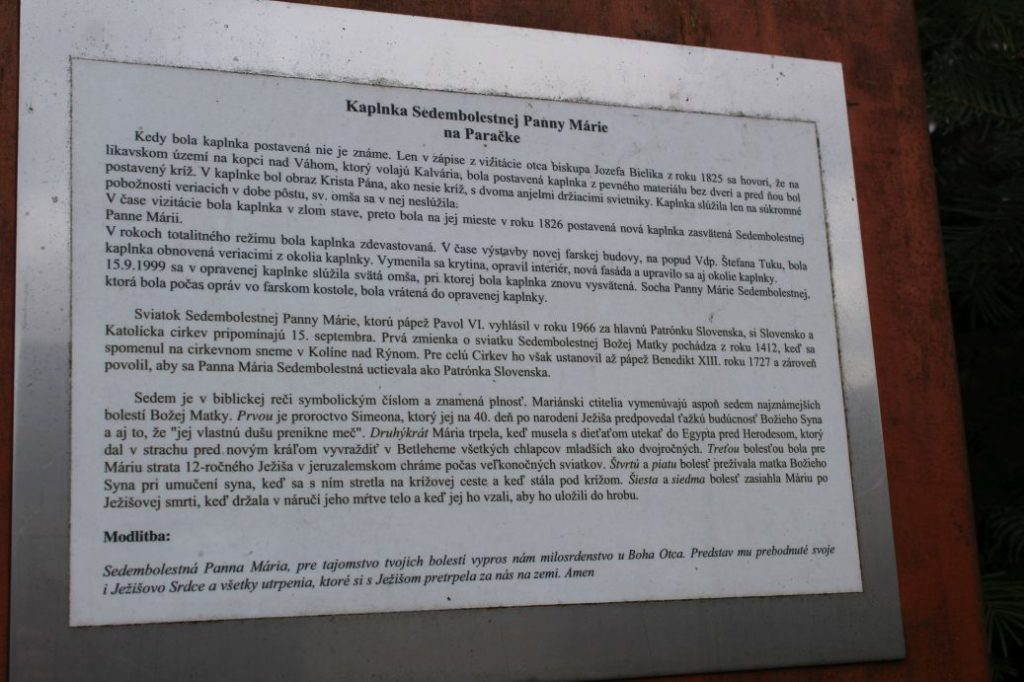 Kaplnka Sedembolestnej Panny Márie
na Paračke
Kedy bola kaplnka postavená nie je známe. Len v zápise z vizitácie otca biskupa Jozefa Bielika z roku 1825 sa hovorí, že na
likavskom území na kopci nad Váhom, ktorý volajú Kalvária, bola postavená kaplnka z pevného materiálu bez dverí a pred ňou bol
postavený kríž. V kaplnke bol obraz Krista Pána, ako nesie kríž, s dvoma anjelmi držiacimi svietniky. Kaplnka slúžila len na súkromné
pobožnosti veriacich v dobe pôstu, sv. omša sa v nej neslúžila.
V čase vizitácie bola kaplnka v zlom stave, preto bola na jej mieste v roku 1826 postavená nová kaplnka zasvätená Sedembolestnej
Panne Márii.
V rokoch totalitného režimu bola kaplnka zdevastovaná. V čase výstavby novej farskej budovy, na popud Vdp. Štefana Tuku, bola
kaplnka obnovená veriacimi z okolia kaplnky. Vymenila sa krytina, opravil interiér, nová fasáda a upravilo sa aj okolie kaplnky.
15.9.1999 sa v opravenej kaplnke slúžila svätá omša, pri ktorej bola kaplnka znovu vysvätená. Socha Panny Márie Sedembolestnej,
ktorá bola počas opráv vo farskom kostole, bola vrátená do opravenej kaplnky.
Sviatok Sedembolestnej Panny Márie, ktorú pápež Pavol VI. vyhlásil v roku 1966 za hlavnú Patrónku Slovenska, si Slovensko a
Katolícka cirkev pripomínajú 15. septembra. Prvá zmienka o sviatku Sedembolestnej Božej Matky pochádza z roku 1412, keď sa
spomenul na cirkevnom sneme v Kolíne nad Rýnom. Pre celú Cirkev ho však ustanovil až pápež Benedikt XIII. roku 1727 a zároveň
povolil, aby sa Panna Mária Sedembolestná uctievala ako Patrónka Slovenska.
Sedem je v biblickej reči symbolickým číslom a znamená plnosť. Mariánski ctitelia vymenúvajú aspoň sedem najznámejších
bolestí Božej Matky. Prvou je proroctvo Simeona, ktorý jej na 40. deň po narodení Ježiša predpovedal ťažkú budúcnosť Božieho Syna
a aj to, že "jej vlastnú dušu prenikne meč". Druhýkrát Mária trpela, keď musela s dieťaťom utekať do Egypta pred Herodesom, ktorý
dal v strachu pred novým kráľom vyvraždiť v Betleheme všetkých chlapcov mladších ako dvojročných. Treťou bolesťou bola pre
Máriu strata 12-ročného Ježiša v jeruzalemskom chráme počas veľkonočných sviatkov. Štvrtú a piatu bolesť prežívala matka Božieho
Syna pri umučení syna, keď sa s ním stretla na krížovej ceste a keď stála pod krížom. Šiesta a siedma bolesť zasiahla Máriu po
Ježišovej smrti, keď držala v náručí jeho mŕtve telo a keď jej ho vzali, aby ho uložili do hrobu.
Modlitba:
Sedembolestná Panna Mária, pre tajomstvo tvojich bolestí vypros nám milosrdenstvo u Boha Otca. Predstav mu prebodnuté svoje
i Ježišovo Srdce a všetky utrpenia, ktoré si s Ježišom pretrpela za nás na zemi. Amen